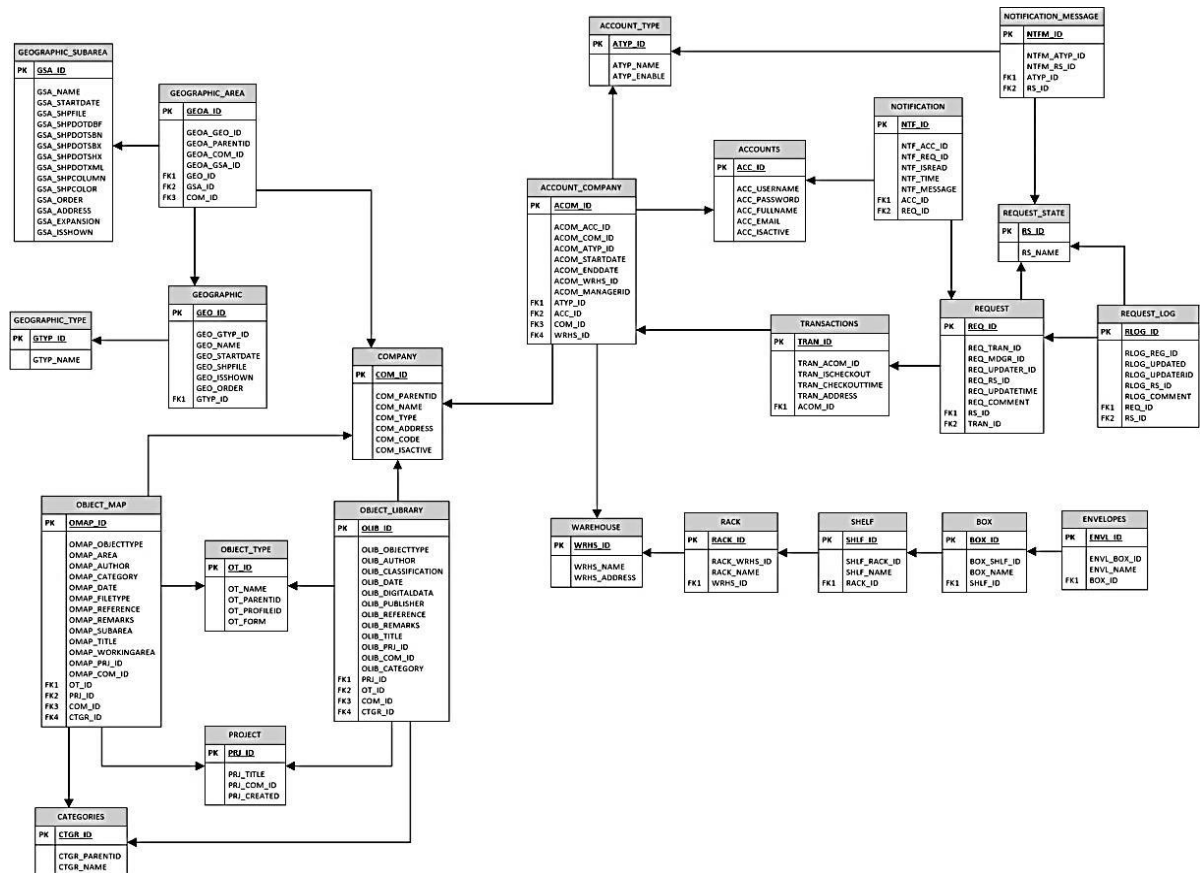 GEOGRAPHIC_SUBAREA
PK GSA_ID
GSA_NAME
GSA_STARTDATE
GSA_SHPFILE
GSA_SHPDOTDBF
GSA_SHPDOTSBN
GSA_SHPDOTSBX
GSA_SHPDOTSHX
GSA_SHPDOTXML
GSA_SHPCOLUMN
GSA_SHPCOLOR
GSA_ORDER
GSA_ADDRESS
GSA_EXPANSION
GSA_ISSHOWN
GEOGRAPHIC_AREA
PK GEOA_ID
GEOA_GEO_ID
GEOA_PARENTID
GEOA_COM_ID
GEOA_GSA_ID
FK1 GEO_ID
FK2 GSA_ID
FK3 COM_ID
GEOGRAPHIC_TYPE
PK GTYP_ID
GTYP_NAME
GEOGRAPHIC
PK GEO_ID
GEO_GTYP_ID
GEO_NAME
GEO_STARTDATE
GEO_SHPFILE
GEO_ISSHOWN
GEO_ORDER
FK1 GTYP_ID
COMPANY
PK COM_ID
COM_PARENTID
COM_NAME
COM_TYPE
COM_ADDRESS
COM_CODE
COM_ISACTIVE
ACCOUNT_TYPE
PK ATYP_ID
ATYP_NAME
ATYP_ENABLE
NOTIFICATION_MESSAGE
PK NTFM_ID
NTFM_ATYP_ID
NTFM_RS_ID
FK1 ATYP_ID
FK2 RS_ID
NOTIFICATION
PK NTF_ID
NTF_ACC_ID
NTF_REQ_ID
NTF_ISREAD
NTF_TIME
NTF_MESSAGE
FK1 ACC_ID
FK2 REQ_ID
ACCOUNTS
PK ACC_ID
ACC_USERNAME
ACC_PASSWORD
ACC_FULLNAME
ACC_EMAIL
ACC_ISACTIVE
ACCOUNT_COMPANY
PK ACOM_ID
ACOM_ACC_ID
ACOM_COM_ID
ACOM_ATYP_ID
ACOM_STARTDATE
ACOM_ENDDATE
ACOM_WRHS_ID
ACOM_MANAGERID
FK1 ATYP_ID
FK2 ACC_ID
FK3 COM_ID
FK4 WRHS_ID
REQUEST_STATE
PK RS_ID
RS_NAME
TRANSACTIONS
PK TRAN_ID
TRAN_ACOM_ID
TRAN_ISCHECKOUT
TRAN_CHECKOUTTIME
TRAN_ADDRESS
FK1 ACOM_ID
REQUEST
PK REQ_ID
REQ_TRAN_ID
REQ_MDGR_ID
REQ_UPDATER_ID
REQ_RS_ID
REQ_UPDATETIME
REQ_COMMENT
FK1 RS_ID
FK2 TRAN_ID
REQUEST_LOG
PK RLOG_ID
RLOG_REG_ID
RLOG_UPDATED
RLOG_UPDATERID
RLOG_RS_ID
RLOG_COMMENT
FK1 REQ_ID
FK2 RS_ID
OBJECT_MAP
PK OMAP_ID
OMAP_OBJECTTYPE
OMAP_AREA
OMAP_AUTHOR
OMAP_CATEGORY
OMAP_DATE
OMAP_FILETYPE
OMAP_REFERENCE
OMAP_REMARKS
OMAP_SUBAREA
OMAP_TITLE
OMAP_WORKINGAREA
OMAP_PRJ_ID
OMAP_COM_ID
FK1 OT_ID
FK2 PRJ_ID
FK3 COM_ID
FK4 CTGR_ID
OBJECT_TYPE
PK OT_ID
OT_NAME
OT_PARENTID
OT_PROFILEID
OT_FORM
OBJECT_LIBRARY
PK OLIB_ID
OLIB_OBJECTTYPE
OLIB_AUTHOR
OLIB_CLASSIFICATION
OLIB_DATE
OLIB_DIGITALDATA
OLIB_PUBLISHER
OLIB_REFERENCE
OLIB_REMARKS
OLIB_TITLE
OLIB_PRJ_ID
OLIB_COM_ID
OLIB_CATEGORY
FK1 PRJ_ID
FK2 OT_ID
FK3 COM_ID
FK4 CTGR_ID
WAREHOUSE
PK WRHS_ID
WRHS_NAME
WRHS_ADDRESS
RACK
PK RACK_ID
RACK_WRHS_ID
RACK_NAME
FK1 WRHS_ID
SHELF
PK SHLF_ID
SHLF_RACK_ID
SHLF_NAME
FK1 RACK_ID
BOX
PK BOX_ID
BOX_SHLF_ID
BOX_NAME
FK1 SHLF_ID
ENVELOPES
PK ENVL_ID
ENVL_BOX_ID
ENVL_NAME
FK1 BOX_ID
PROJECT
PK PRJ_ID
PRJ_TITLE
PRJ_COM_ID
PRJ_CREATED
CATEGORIES
PK CTGR_ID
CTGR_PARENTID
CTGR_NAME